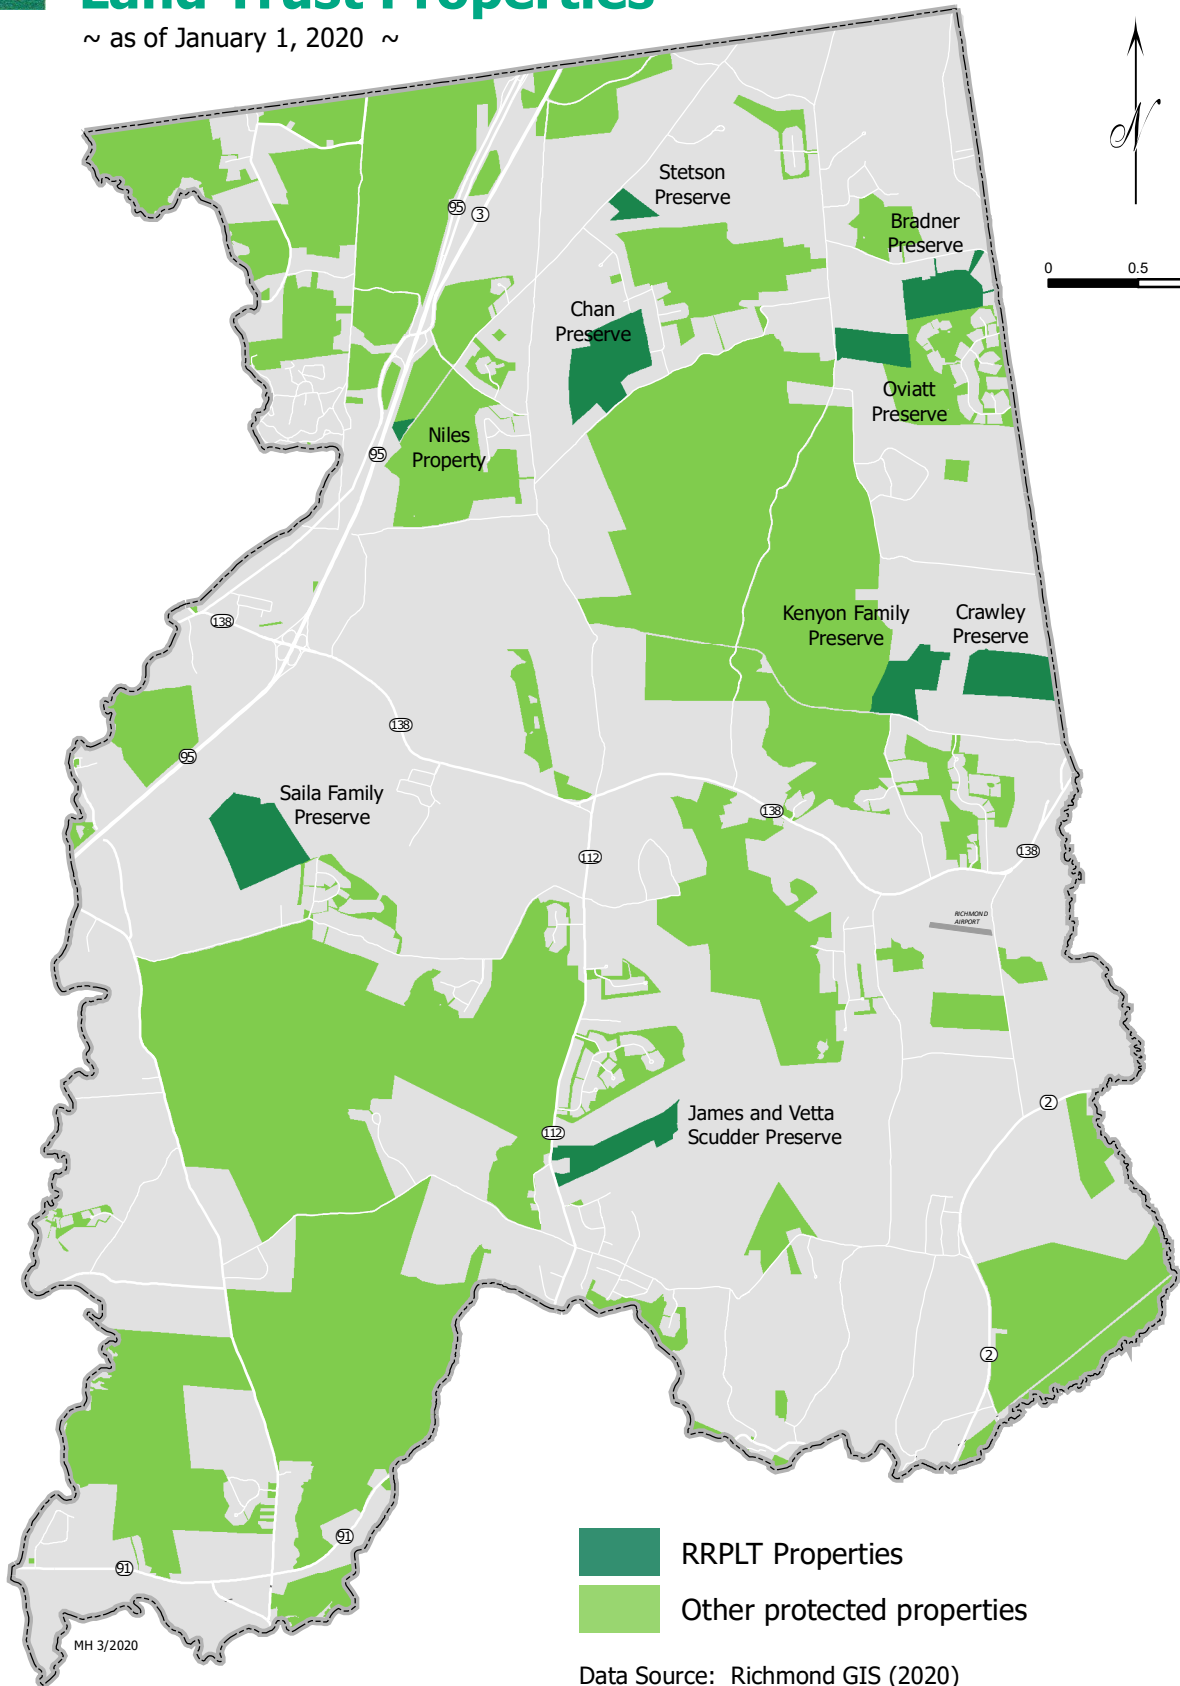 Land Trust Properties
~ as of January 1, 2020 ~
N
0 0.5
Stetson
Preserve
Bradner
Preserve
95
3
Chan
Preserve
Oviatt
Preserve
Niles
Property
95
138
Kenyon Family
Preserve
Crawley
Preserve
138
95
Saila Family
Preserve
138
112
138
RICHMOND
AIRPORT
2
James and Vetta
Scudder Preserve
112
2
91
91
RRPLT Properties
Other protected properties
MH 3/2020
Data Source: Richmond GIS (2020)